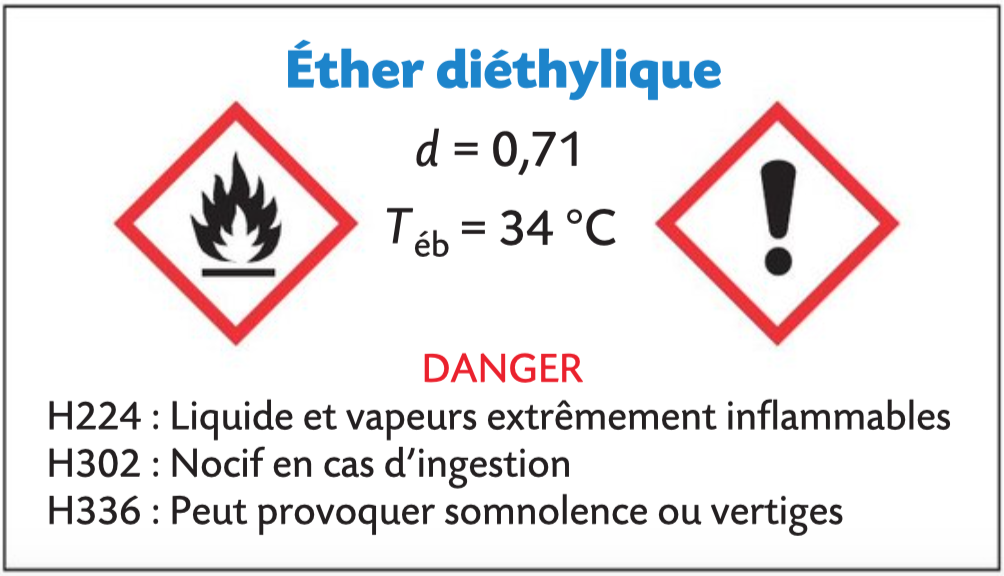 Éther diéthylique
d = 0,71
Téb = 34 °C
DANGER
H224 : Liquide et vapeurs extrêmement inflammables
H302 : Nocif en cas d’ingestion
H336 : Peut provoquer somnolence ou vertiges